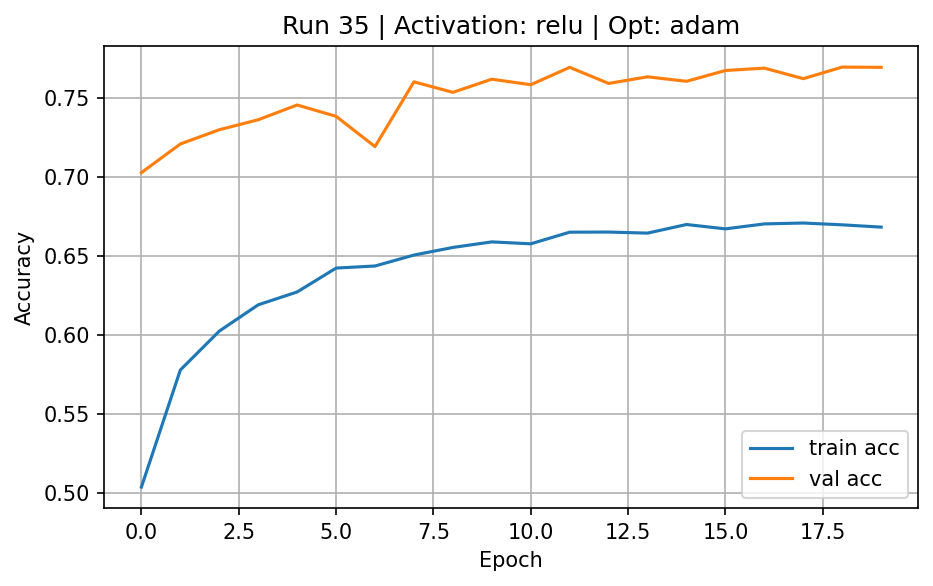 Run 35 | Activation: relu | Opt: adam
Accuracy
0.75
0.70
0.65
0.60
0.55
0.50
train acc
val acc
0.0 2.5 5.0 7.5 10.0 12.5 15.0 17.5
Epoch